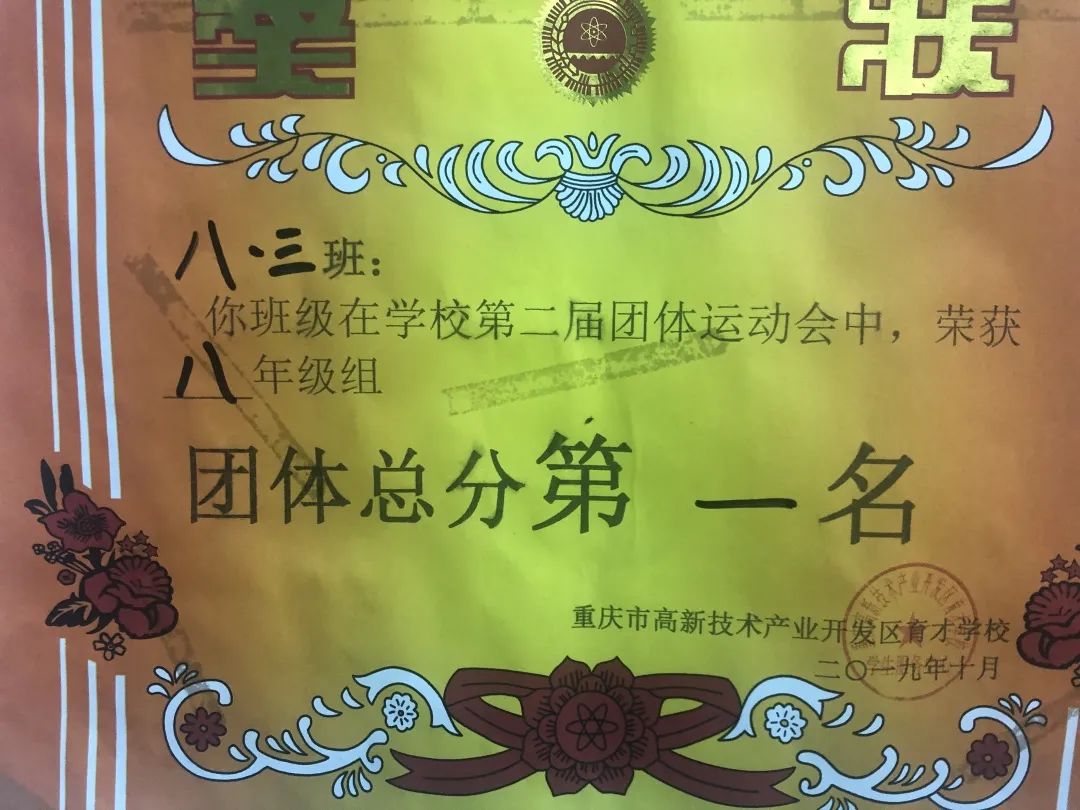 奖状
八·三班：
你班级在学校第二届团体运动会中，荣获
八年级组
团体总分第一名
重庆市高新技术产业开发区育才学校
二〇一九年十月